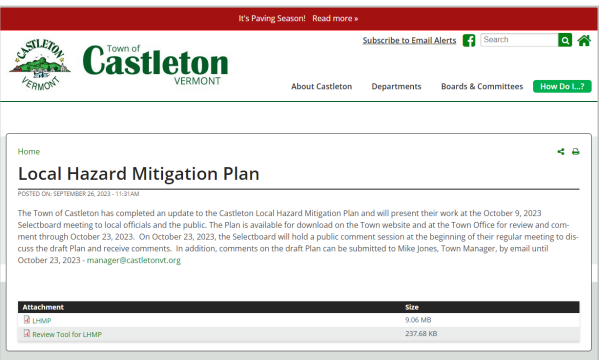 It's Paving Season!   Read more »
Subscribe to Email Alerts
Search
CASTLETON
VERMONT
Town of
Castleton
VERMONT
About Castleton
Departments
Boards & Committees
How Do I...?
Home
Local Hazard Mitigation Plan
POSTED ON: SEPTEMBER 26, 2023 - 11:31AM
The Town of Castleton has completed an update to the Castleton Local Hazard Mitigation Plan and will present their work at the October 9, 2023
Selectboard meeting to local officials and the public. The Plan is available for download on the Town website and at the Town Office for review and com-
ment through October 23, 2023.  On October 23, 2023, the Selectboard will hold a public comment session at the beginning of their regular meeting to dis-
cuss the draft Plan and receive comments.  In addition, comments on the draft Plan can be submitted to Mike Jones, Town Manager, by email until
October 23, 2023 - manager@castletonvt.org
Attachment Size
LHMP 9.06 MB
Review Tool for LHMP 237.68 KB